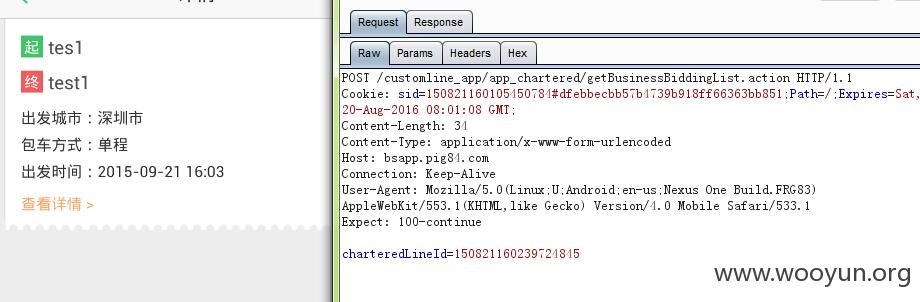 起 tes1
终 test1
出发城市：深圳市
包车方式：单程
出发时间：2015-09-21 16:03
查看详情 >
Request Response
Raw Params Headers Hex
POST /customline_app/app_chartered/getBusinessBiddingList.action HTTP/1.1
Cookie: sid=150821160105450784#dfebbecbb57b4739b918ff66363bb851;Path=/;Expires=Sat,
20-Aug-2016 08:01:08 GMT;
Content-Length: 34
Content-Type: application/x-www-form-urlencoded
Host: bsapp.pig84.com
Connection: Keep-Alive
User-Agent: Mozilla/5.0(Linux;U;Android;en-us;Nexus One Build.FRG83)
AppleWebKit/553.1(KHTML,like Gecko) Version/4.0 Mobile Safari/533.1
Expect: 100-continue
charteredLineId=150821160239724845
www.wooyun.org